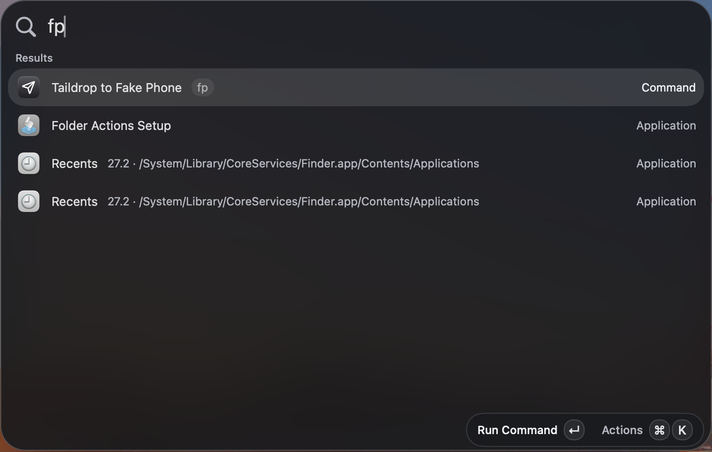 fp
Results
Taildrop to Fake Phone fp Command
Folder Actions Setup Application
Recents 27.2 · /System/Library/CoreServices/Finder.app/Contents/Applications Application
Recents 27.2 · /System/Library/CoreServices/Finder.app/Contents/Applications Application
Run Command ↵ Actions ⌘ K